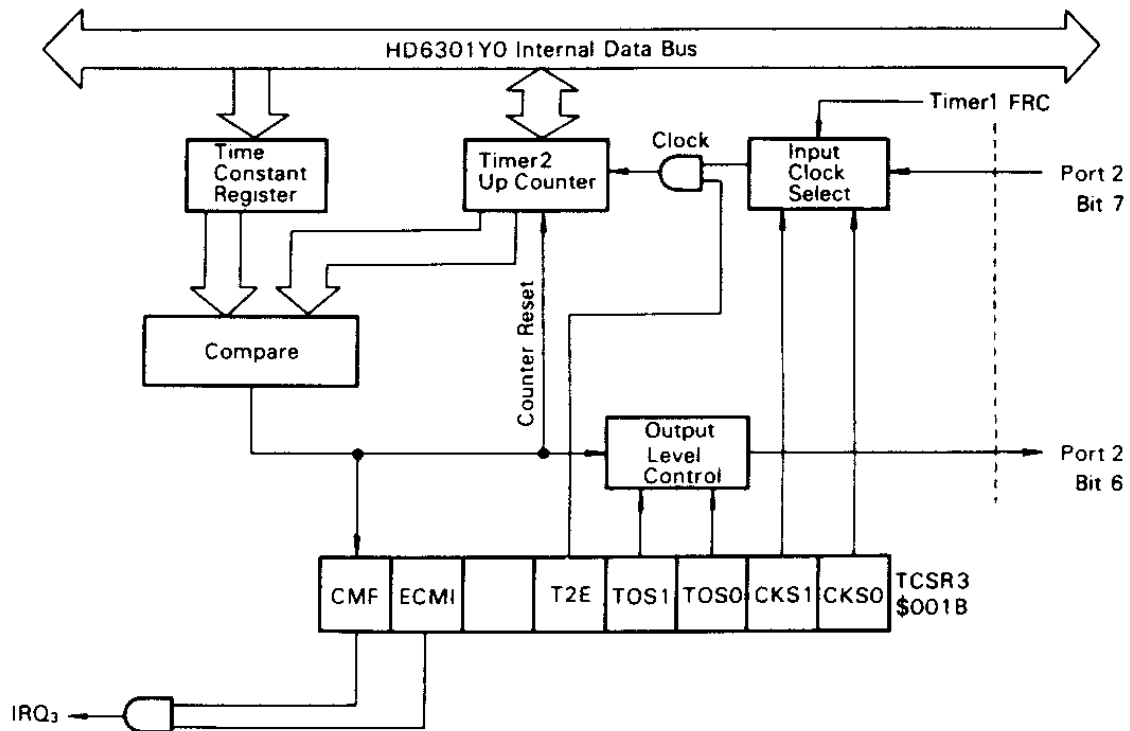 HD6301Y0 Internal Data Bus
Timer1 FRC
Clock
Time
Constant
Register
Timer2
Up Counter
Input
Clock
Select
Port 2
Bit 7
Counter Reset
Compare
Output
Level
Control
Port 2
Bit 6
CMF ECMI T2E TOS1 TOS0 CKS1 CKS0
TCSR3
$001B
IRQ₃